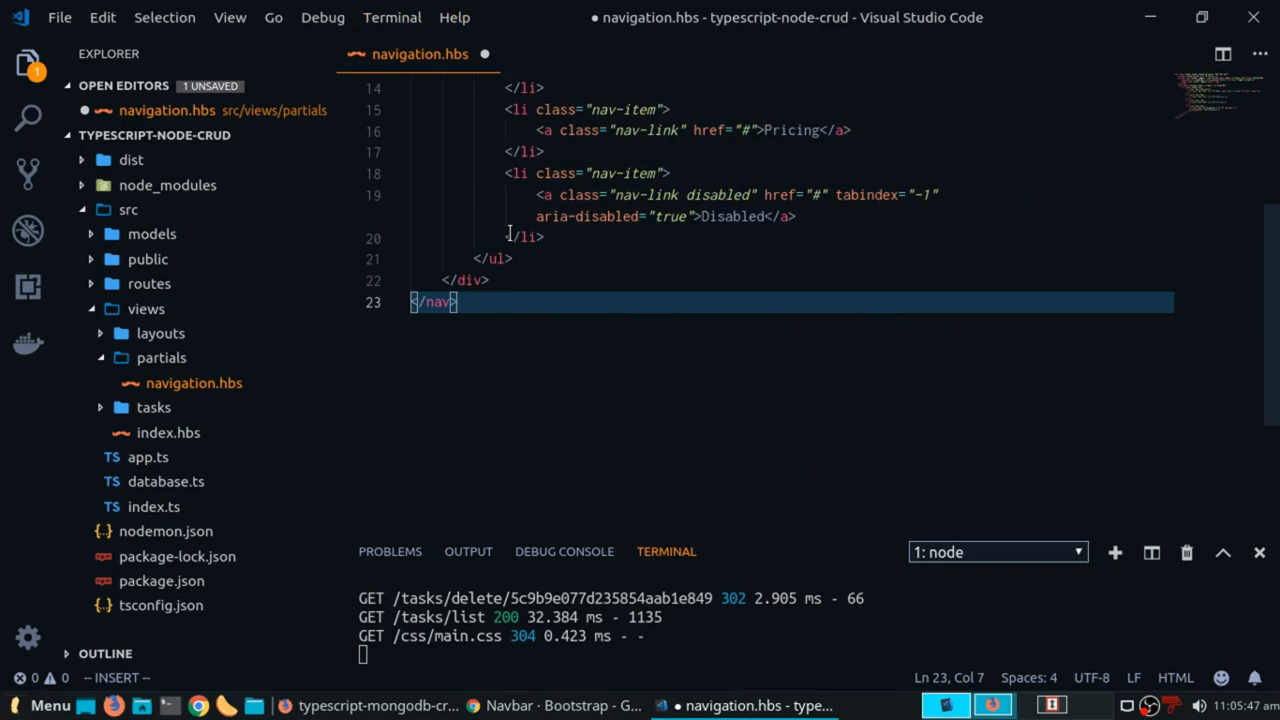 File Edit Selection View Go Debug Terminal Help
● navigation.hbs - typescript-node-crud - Visual Studio Code
EXPLORER
OPEN EDITORS 1 UNSAVED
navigation.hbs src/views/partials
TYPESCRIPT-NODE-CRUD
dist
node_modules
src
models
public
routes
views
layouts
partials
navigation.hbs
tasks
index.hbs
TS app.ts
TS database.ts
TS index.ts
{..} nodemon.json
package-lock.json
package.json
{..} tsconfig.json
OUTLINE
1
navigation.hbs ●
14 </li>
15 <li class="nav-item">
16 <a class="nav-link" href="#">Pricing</a>
17 </li>
18 <li class="nav-item">
19 <a class="nav-link disabled" href="#" tabindex="-1"
aria-disabled="true">Disabled</a>
20 </li>
21 </ul>
22 </div>
23 </nav>
PROBLEMS OUTPUT DEBUG CONSOLE TERMINAL 1: node
GET /tasks/delete/5c9b9e077d235854aab1e849 302 2.905 ms - 66
GET /tasks/list 200 32.384 ms - 1135
GET /css/main.css 304 0.423 ms - -
0 0 -- INSERT -- Ln 23, Col 7 Spaces: 4 UTF-8 LF HTML
Menu typescript-mongodb-cr... Navbar · Bootstrap - G... ● navigation.hbs - type... 11:05:47 am